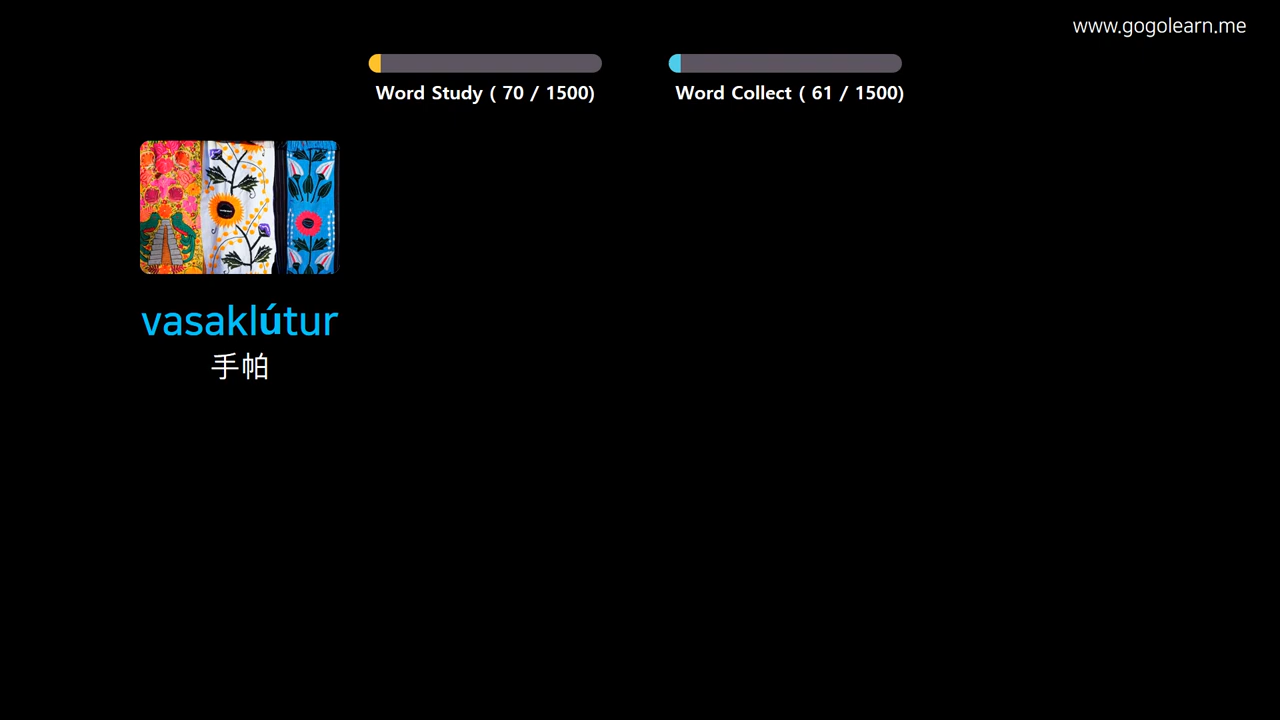 www.gogolearn.me
Word Study ( 70 / 1500)
Word Collect ( 61 / 1500)
vasaklútur
手帕